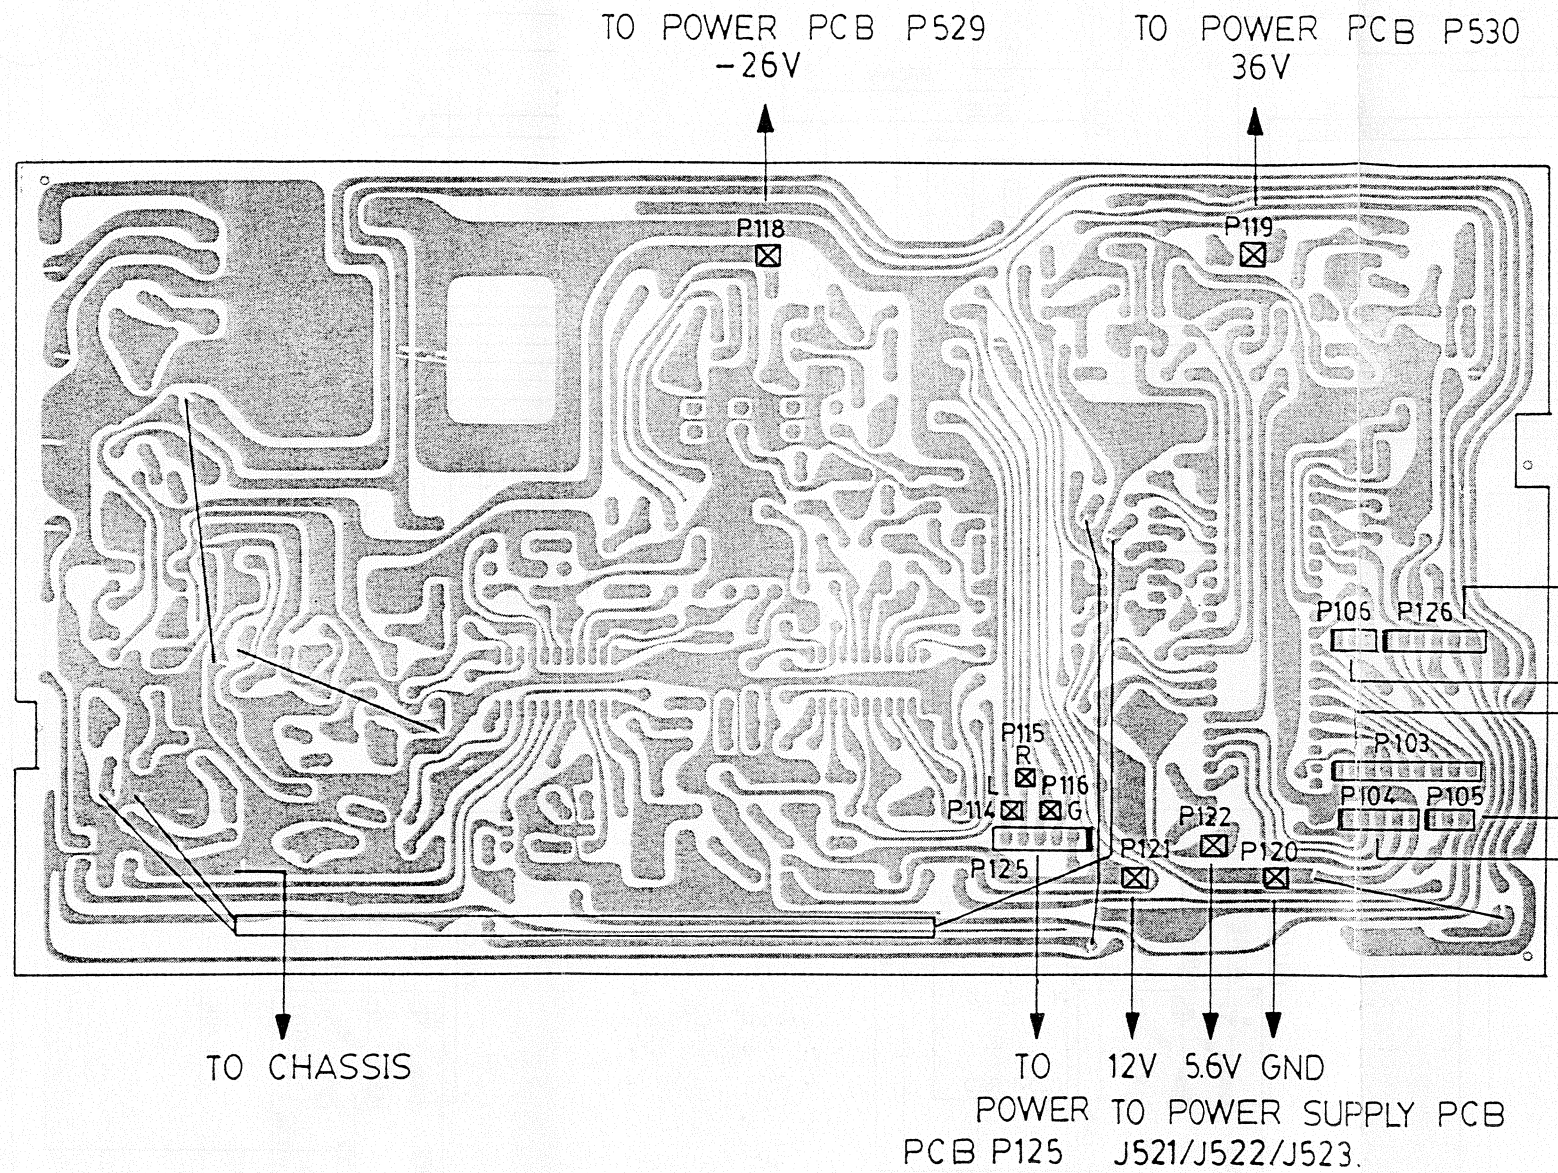 TO POWER PCB P529
-26V
TO POWER PCB P530
36V
P118
P119
P106
P126
P115
R
P103
L
P116
P104
P105
P114
G
P122
P121
P120
P125
TO CHASSIS
TO
12V
5.6V
GND
POWER
TO POWER SUPPLY PCB
PCB P125
J521/J522/J523.